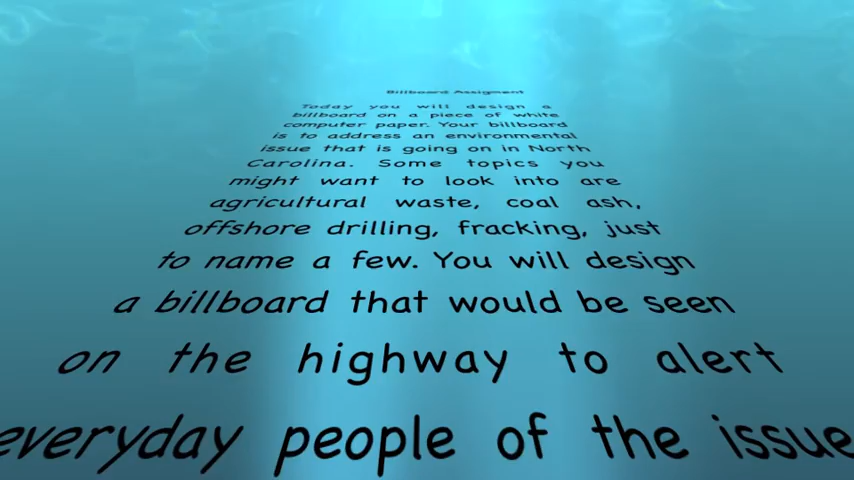 Billboard Assigment
Today you will design a
billboard on a piece of white
computer paper. Your billboard
is to address an environmental
issue that is going on in North
Carolina. Some topics you
might want to look into are
agricultural waste, coal ash,
offshore drilling, fracking, just
to name a few. You will design
a billboard that would be seen
on the highway to alert
everyday people of the issue